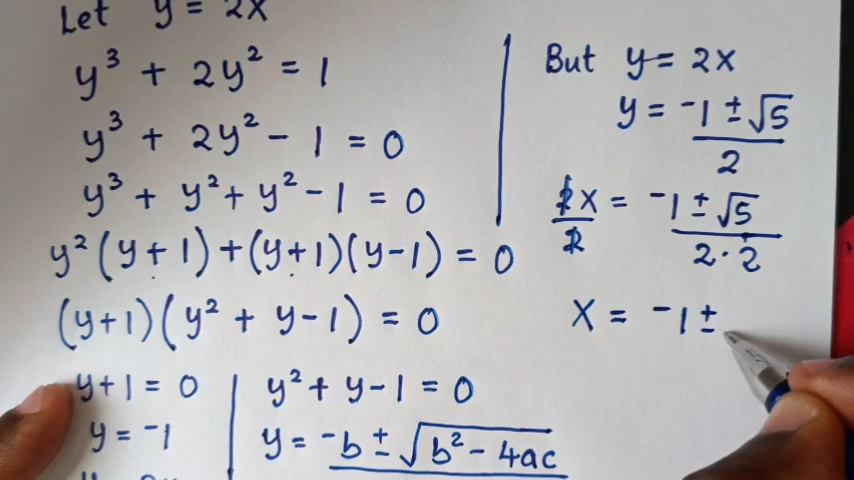 Let y = 2x
y³ + 2y² = 1
y³ + 2y² - 1 = 0
y³ + y² + y² - 1 = 0
y²(y + 1) + (y + 1)(y - 1) = 0
(y + 1)(y² + y - 1) = 0
y + 1 = 0
y = -1
y² + y - 1 = 0
y = -b ± √(b² - 4ac)
But y = 2x
y = (-1 ± √5)/2
2x/2 = (-1 ± √5)/(2·2)
x = -1 ±